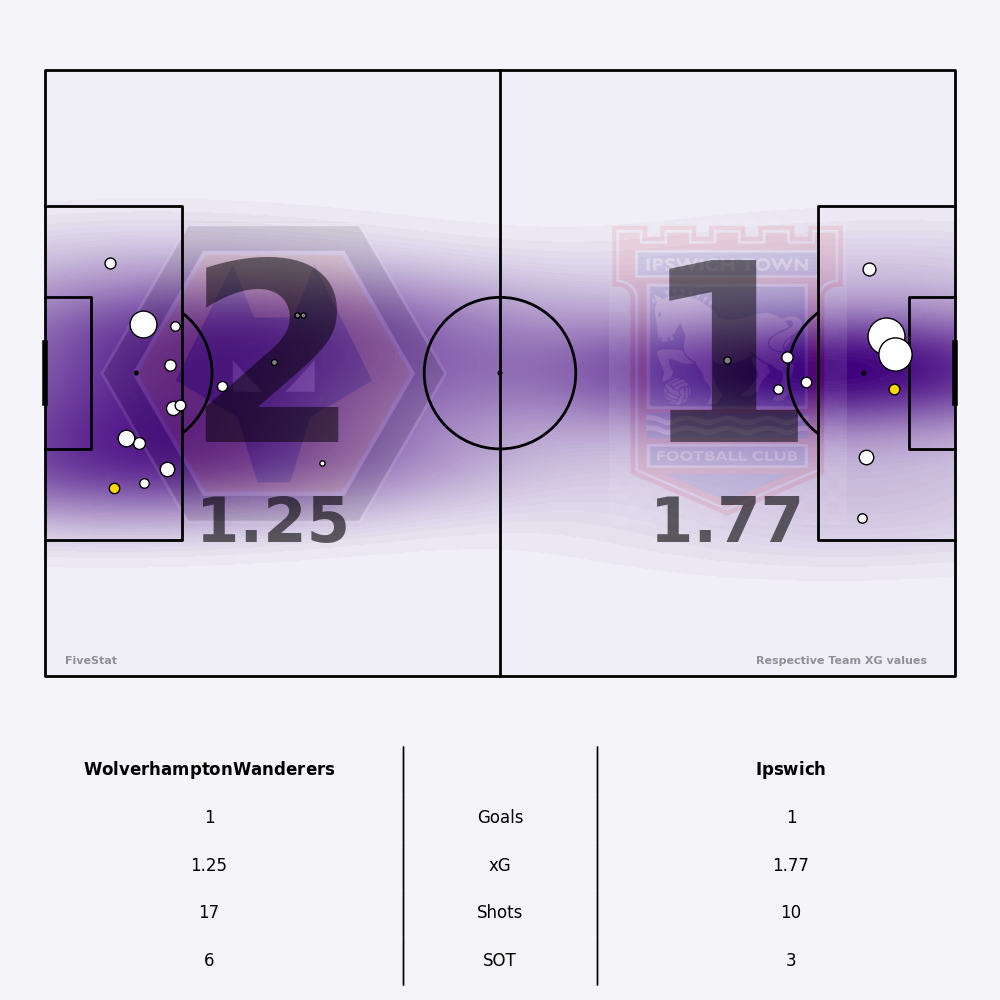 IPSWICH TOWN
2
1
FOOTBALL CLUB
1.25
1.77
FiveStat
Respective Team XG values
WolverhamptonWanderers Ipswich
1 Goals 1
1.25 xG 1.77
17 Shots 10
6 SOT 3